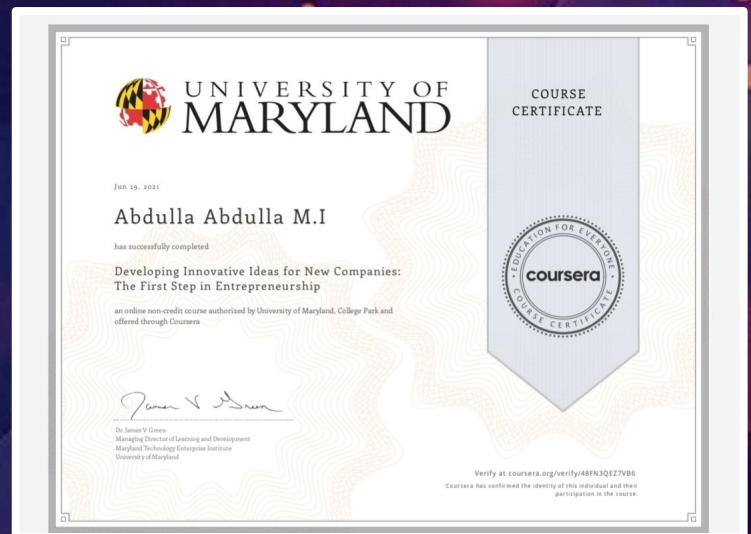 UNIVERSITY OF
MARYLAND
COURSE
CERTIFICATE
Jun 19, 2021
Abdulla Abdulla M.I
has successfully completed
Developing Innovative Ideas for New Companies:
The First Step in Entrepreneurship
an online non-credit course authorized by University of Maryland, College Park and
offered through Coursera
EDUCATION FOR EVERYONE
coursera
COURSE CERTIFICATE
James V Green
Dr. James V. Green
Managing Director of Learning and Development
Maryland Technology Enterprise Institute
University of Maryland
Verify at coursera.org/verify/48FN3QEZ7VB6
Coursera has confirmed the identity of this individual and their
participation in the course.